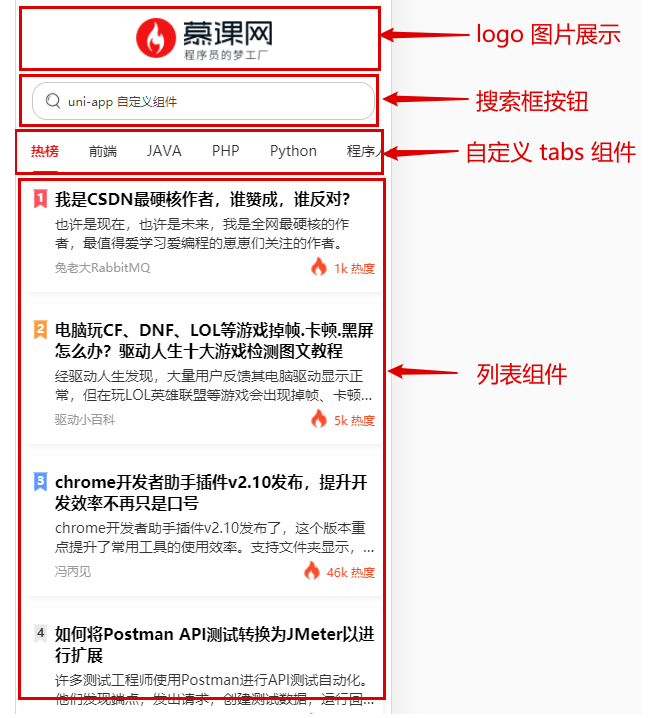 慕课网
程序员的梦工厂
logo 图片展示
uni-app 自定义组件
搜索框按钮
热榜 前端 JAVA PHP Python 程序人
自定义 tabs 组件
1 我是CSDN最硬核作者，谁赞成，谁反对？
也许是现在，也许是未来，我是全网最硬核的作
者，最值得爱学习爱编程的崽崽们关注的作者。
兔老大RabbitMQ 1k 热度
2 电脑玩CF、DNF、LOL等游戏掉帧.卡顿.黑屏
怎么办？驱动人生十大游戏检测图文教程
经驱动人生发现，大量用户反馈其电脑驱动显示正
常，但在玩LOL英雄联盟等游戏会出现掉帧、卡顿...
驱动小百科 5k 热度
列表组件
3 chrome开发者助手插件v2.10发布，提升开
发效率不再只是口号
chrome开发者助手插件v2.10发布了，这个版本重
点提升了常用工具的使用效率。支持文件夹显示，...
冯丙见 46k 热度
4 如何将Postman API测试转换为JMeter以进
行扩展
许多测试工程师使用Postman进行API测试自动化。
他们发现端点，发出请求，创建测试数据，运行回...